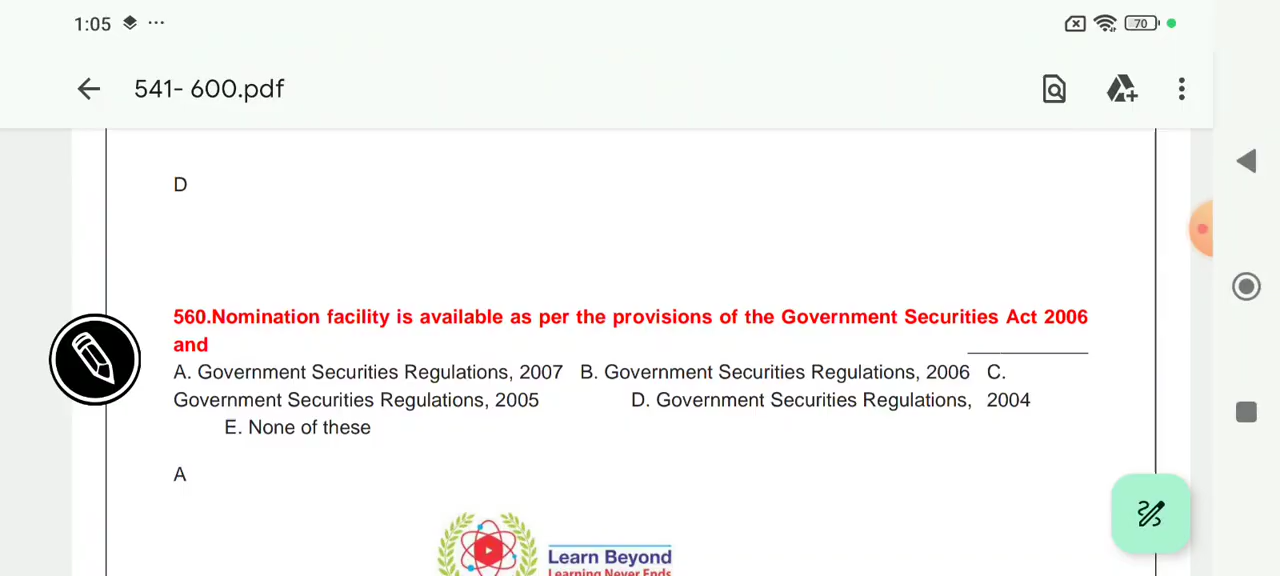 1:05 ...
70
541- 600.pdf
D
560.Nomination facility is available as per the provisions of the Government Securities Act 2006
and ___________
A. Government Securities Regulations, 2007 B. Government Securities Regulations, 2006 C.
Government Securities Regulations, 2005 D. Government Securities Regulations, 2004
E. None of these
A
Learn Beyond
Learning Never Ends